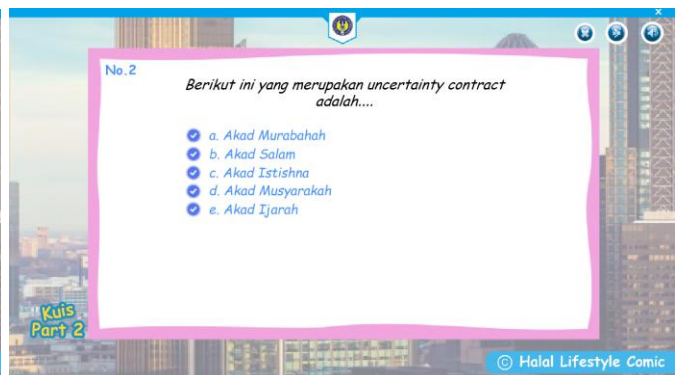 x
No.2
Berikut ini yang merupakan uncertainty contract
adalah....
a. Akad Murabahah
b. Akad Salam
c. Akad Istishna
d. Akad Musyarakah
e. Akad Ijarah
Kuis
Part 2
© Halal Lifestyle Comic